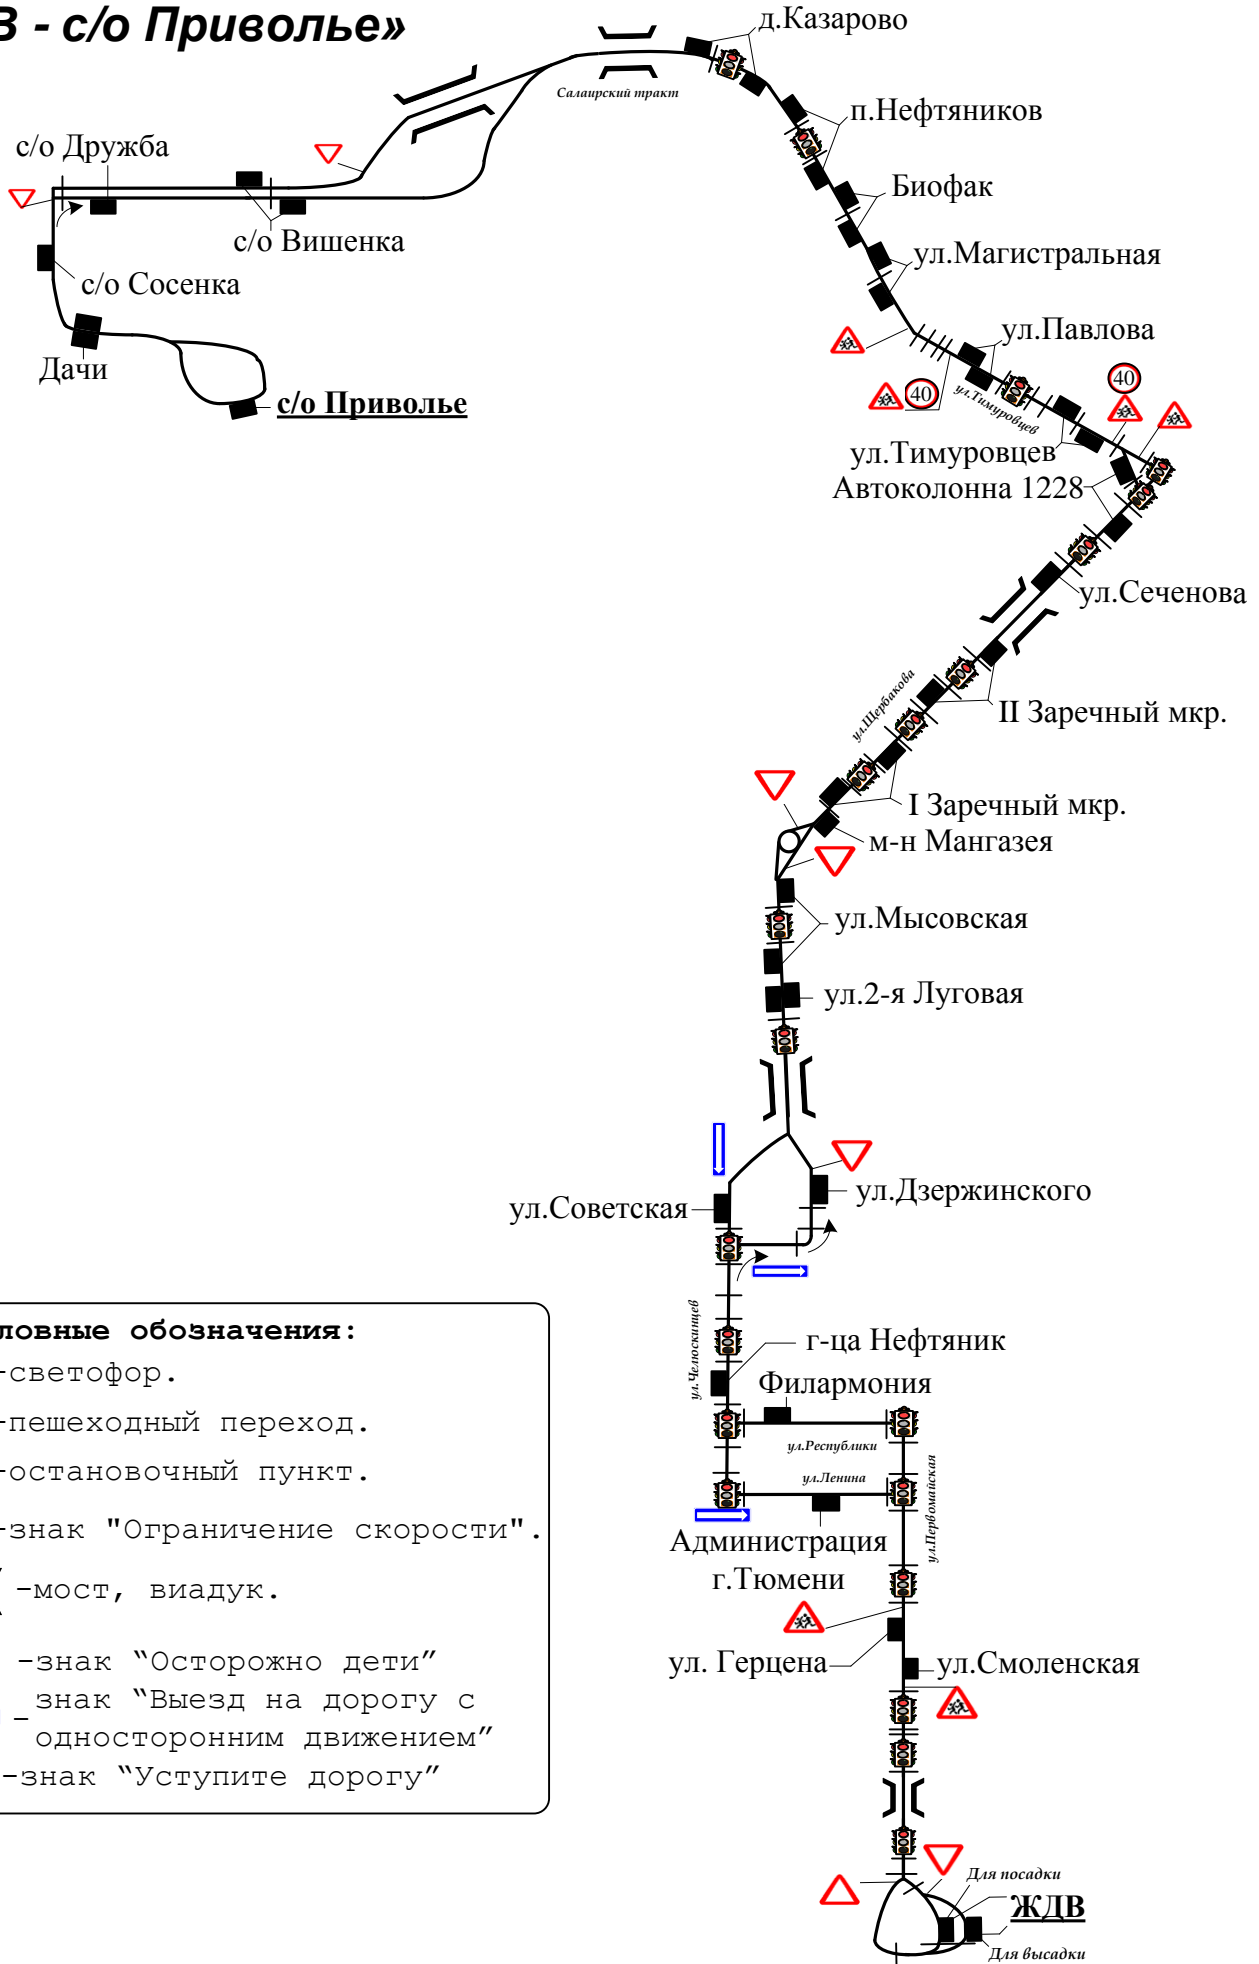 В - с/о Приволье»
д.Казарово
Салаирский тракт
п.Нефтяников
с/о Дружба
Биофак
с/о Вишенка
ул.Магистральная
с/о Сосенка
ул.Павлова
Дачи
40
40
ул.Тимуровцев
с/о Приволье
ул.Тимуровцев
Автоколонна 1228
ул.Сеченова
ул.Щербакова
II Заречный мкр.
I Заречный мкр.
м-н Мангазея
ул.Мысовская
ул.2-я Луговая
ул.Дзержинского
ул.Советская
ул.Челюскинцев
г-ца Нефтяник
Филармония
ул.Республики
ул.Ленина
ул.Первомайская
Администрация
г.Тюмени
ул. Герцена
ул.Смоленская
Для посадки
ЖДВ
Для высадки
ловные обозначения:
-светофор.
-пешеходный переход.
-остановочный пункт.
-знак "Ограничение скорости".
-мост, виадук.
-знак “Осторожно дети”
- знак “Выезд на дорогу с
односторонним движением”
-знак “Уступите дорогу”